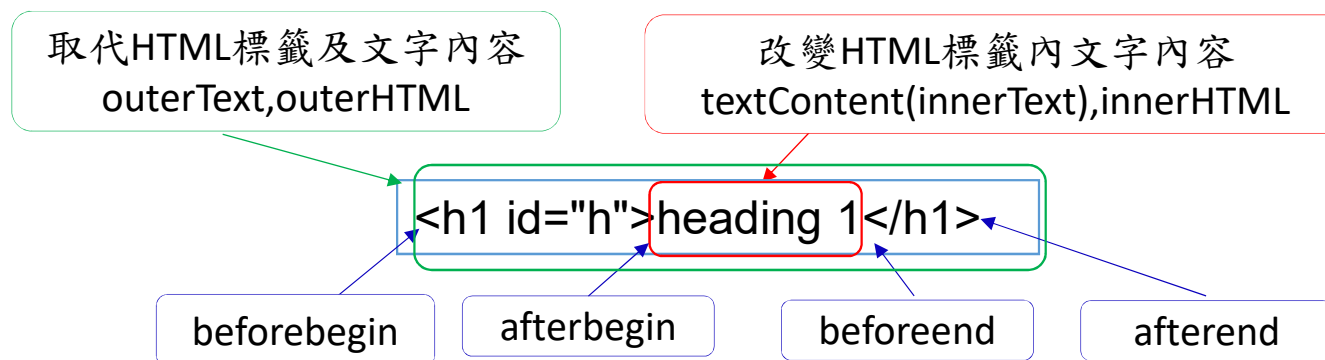 取代HTML標籤及文字內容
outerText,outerHTML
改變HTML標籤內文字內容
textContent(innerText),innerHTML
<h1 id="h">heading 1</h1>
beforebegin
afterbegin
beforeend
afterend